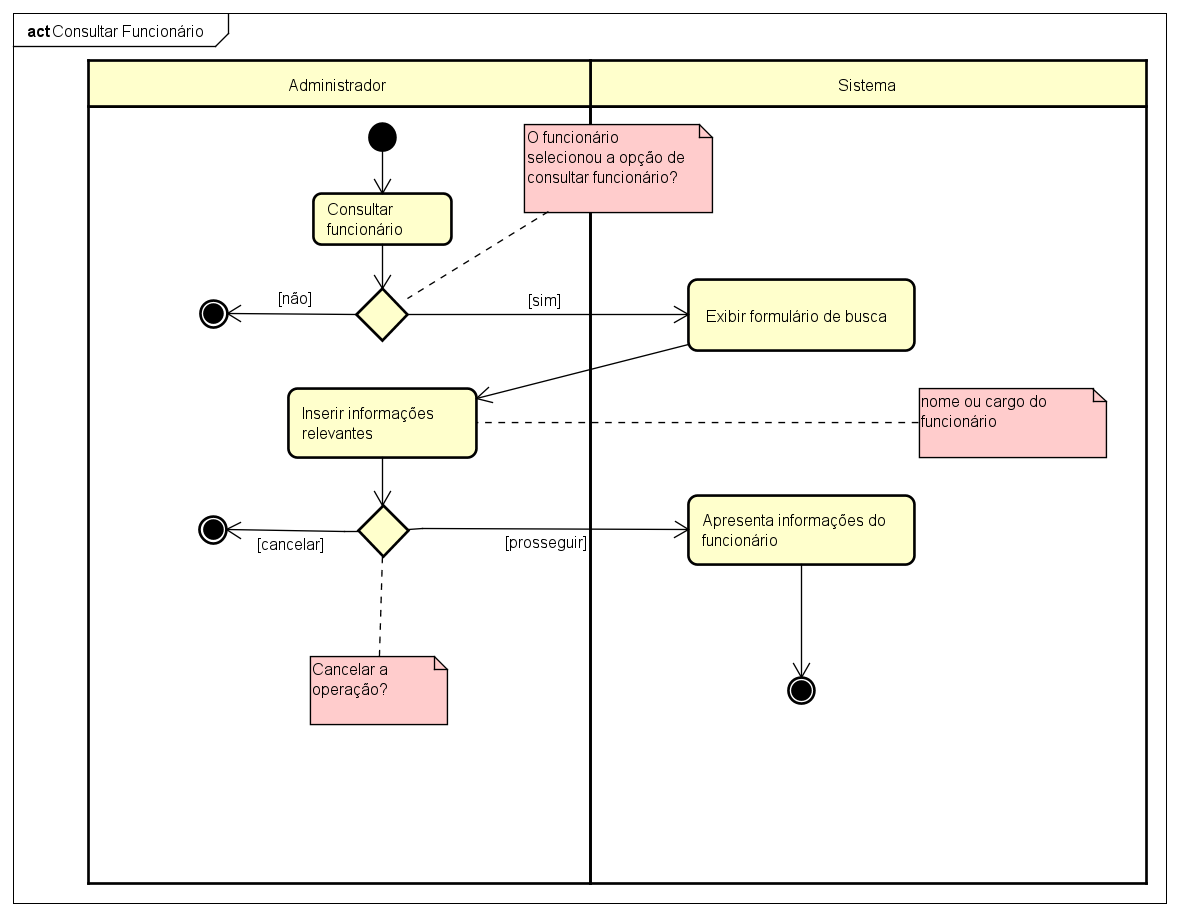 act Consultar Funcionário
Administrador
Sistema
O funcionário
selecionou a opção de
consultar funcionário?
Consultar
funcionário
[não]
[sim]
Exibir formulário de busca
Inserir informações
relevantes
nome ou cargo do
funcionário
Apresenta informações do
funcionário
[cancelar]
[prosseguir]
Cancelar a
operação?